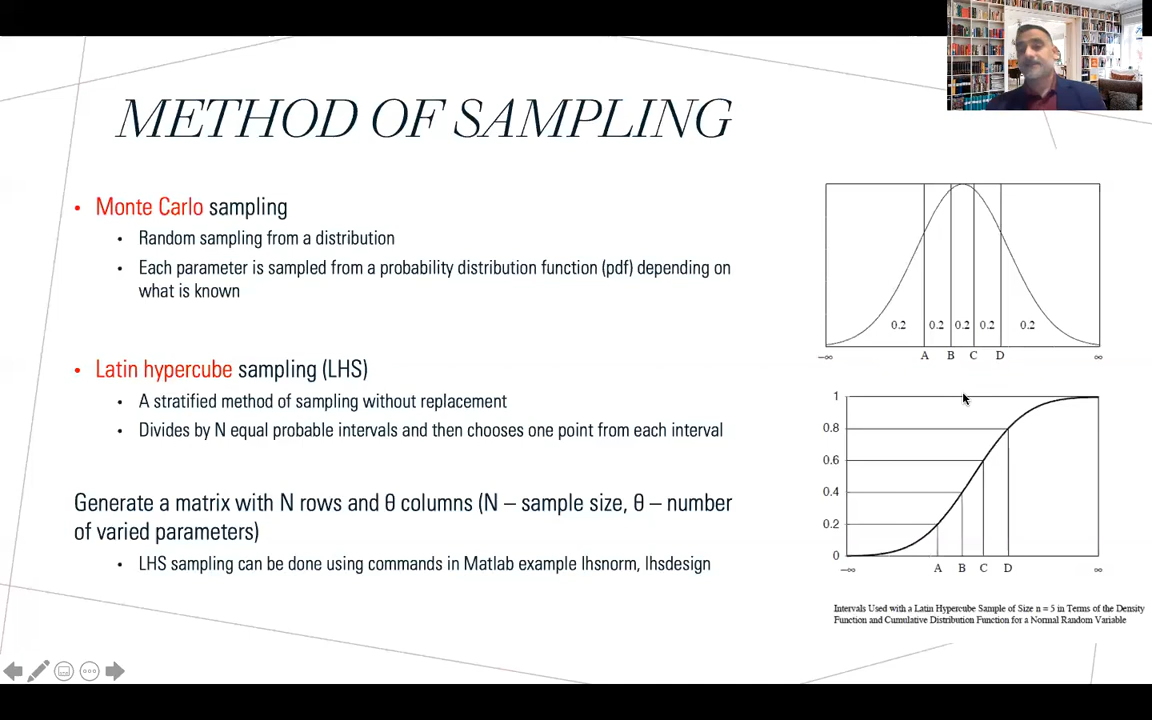 METHOD OF SAMPLING
• Monte Carlo sampling
• Random sampling from a distribution
• Each parameter is sampled from a probability distribution function (pdf) depending on
what is known
• Latin hypercube sampling (LHS)
• A stratified method of sampling without replacement
• Divides by N equal probable intervals and then chooses one point from each interval
Generate a matrix with N rows and θ columns (N – sample size, θ – number
of varied parameters)
• LHS sampling can be done using commands in Matlab example lhsnorm, lhsdesign
0.2 0.2 0.2 0.2 0.2
−∞ A B C D ∞
1
0.8
0.6
0.4
0.2
0
−∞ A B C D ∞
Intervals Used with a Latin Hypercube Sample of Size n = 5 in Terms of the Density
Function and Cumulative Distribution Function for a Normal Random Variable